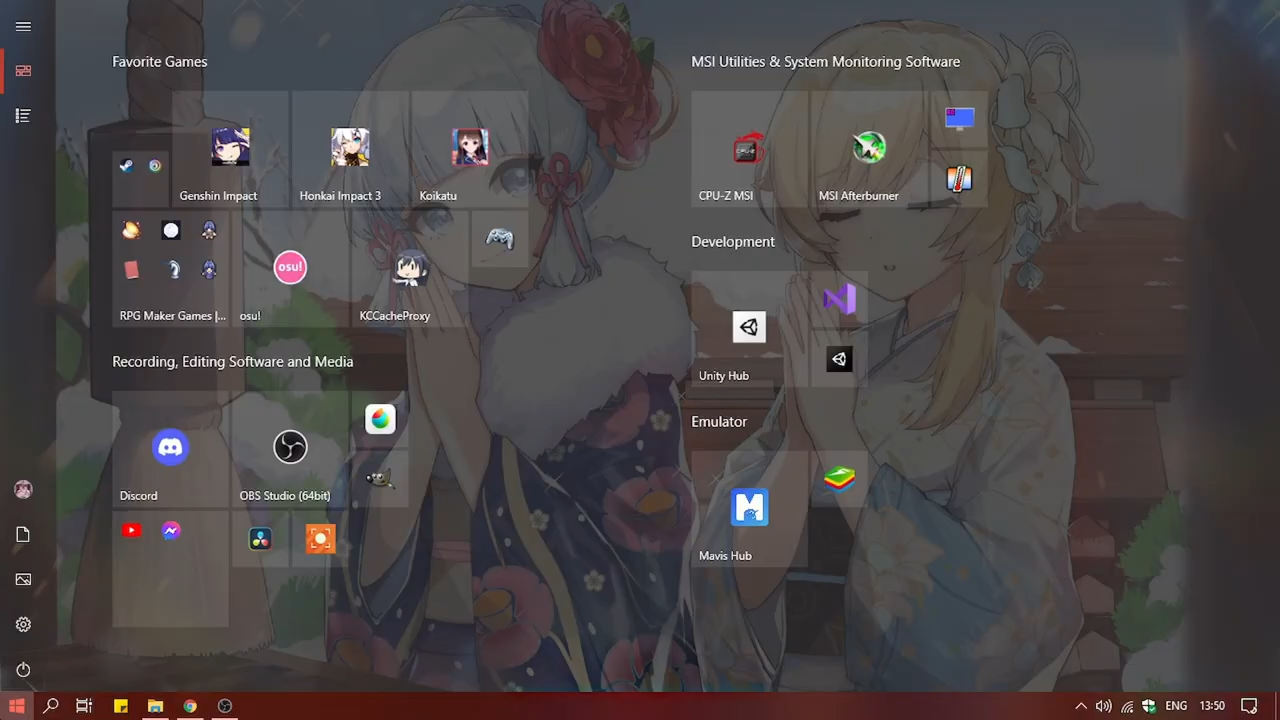 Favorite Games
Genshin Impact
Honkai Impact 3
Koikatu
RPG Maker Games |...
osu!
osu!
KCCacheProxy
Recording, Editing Software and Media
Discord
OBS Studio (64bit)
MSI Utilities & System Monitoring Software
CPU-Z
CPU-Z MSI
MSI Afterburner
Development
Unity Hub
Emulator
Mavis Hub
ENG
13:50